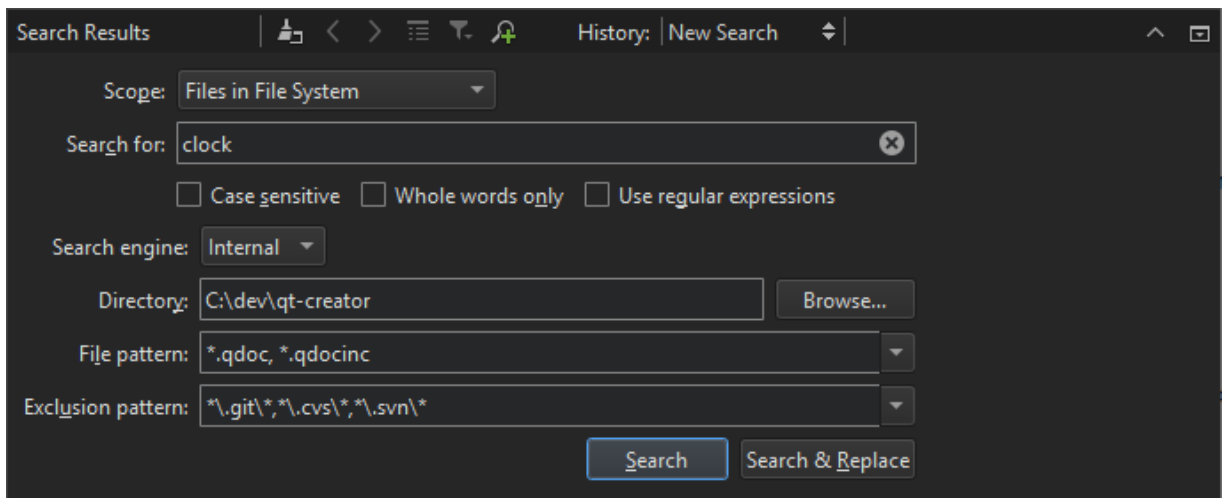 Search Results History: New Search
Scope: Files in File System
Search for: clock
Case sensitive Whole words only Use regular expressions
Search engine: Internal
Directory: C:\dev\qt-creator Browse...
File pattern: *.qdoc, *.qdocinc
Exclusion pattern: *\.git\*,*\.cvs\*,*\.svn\*
Search Search & Replace